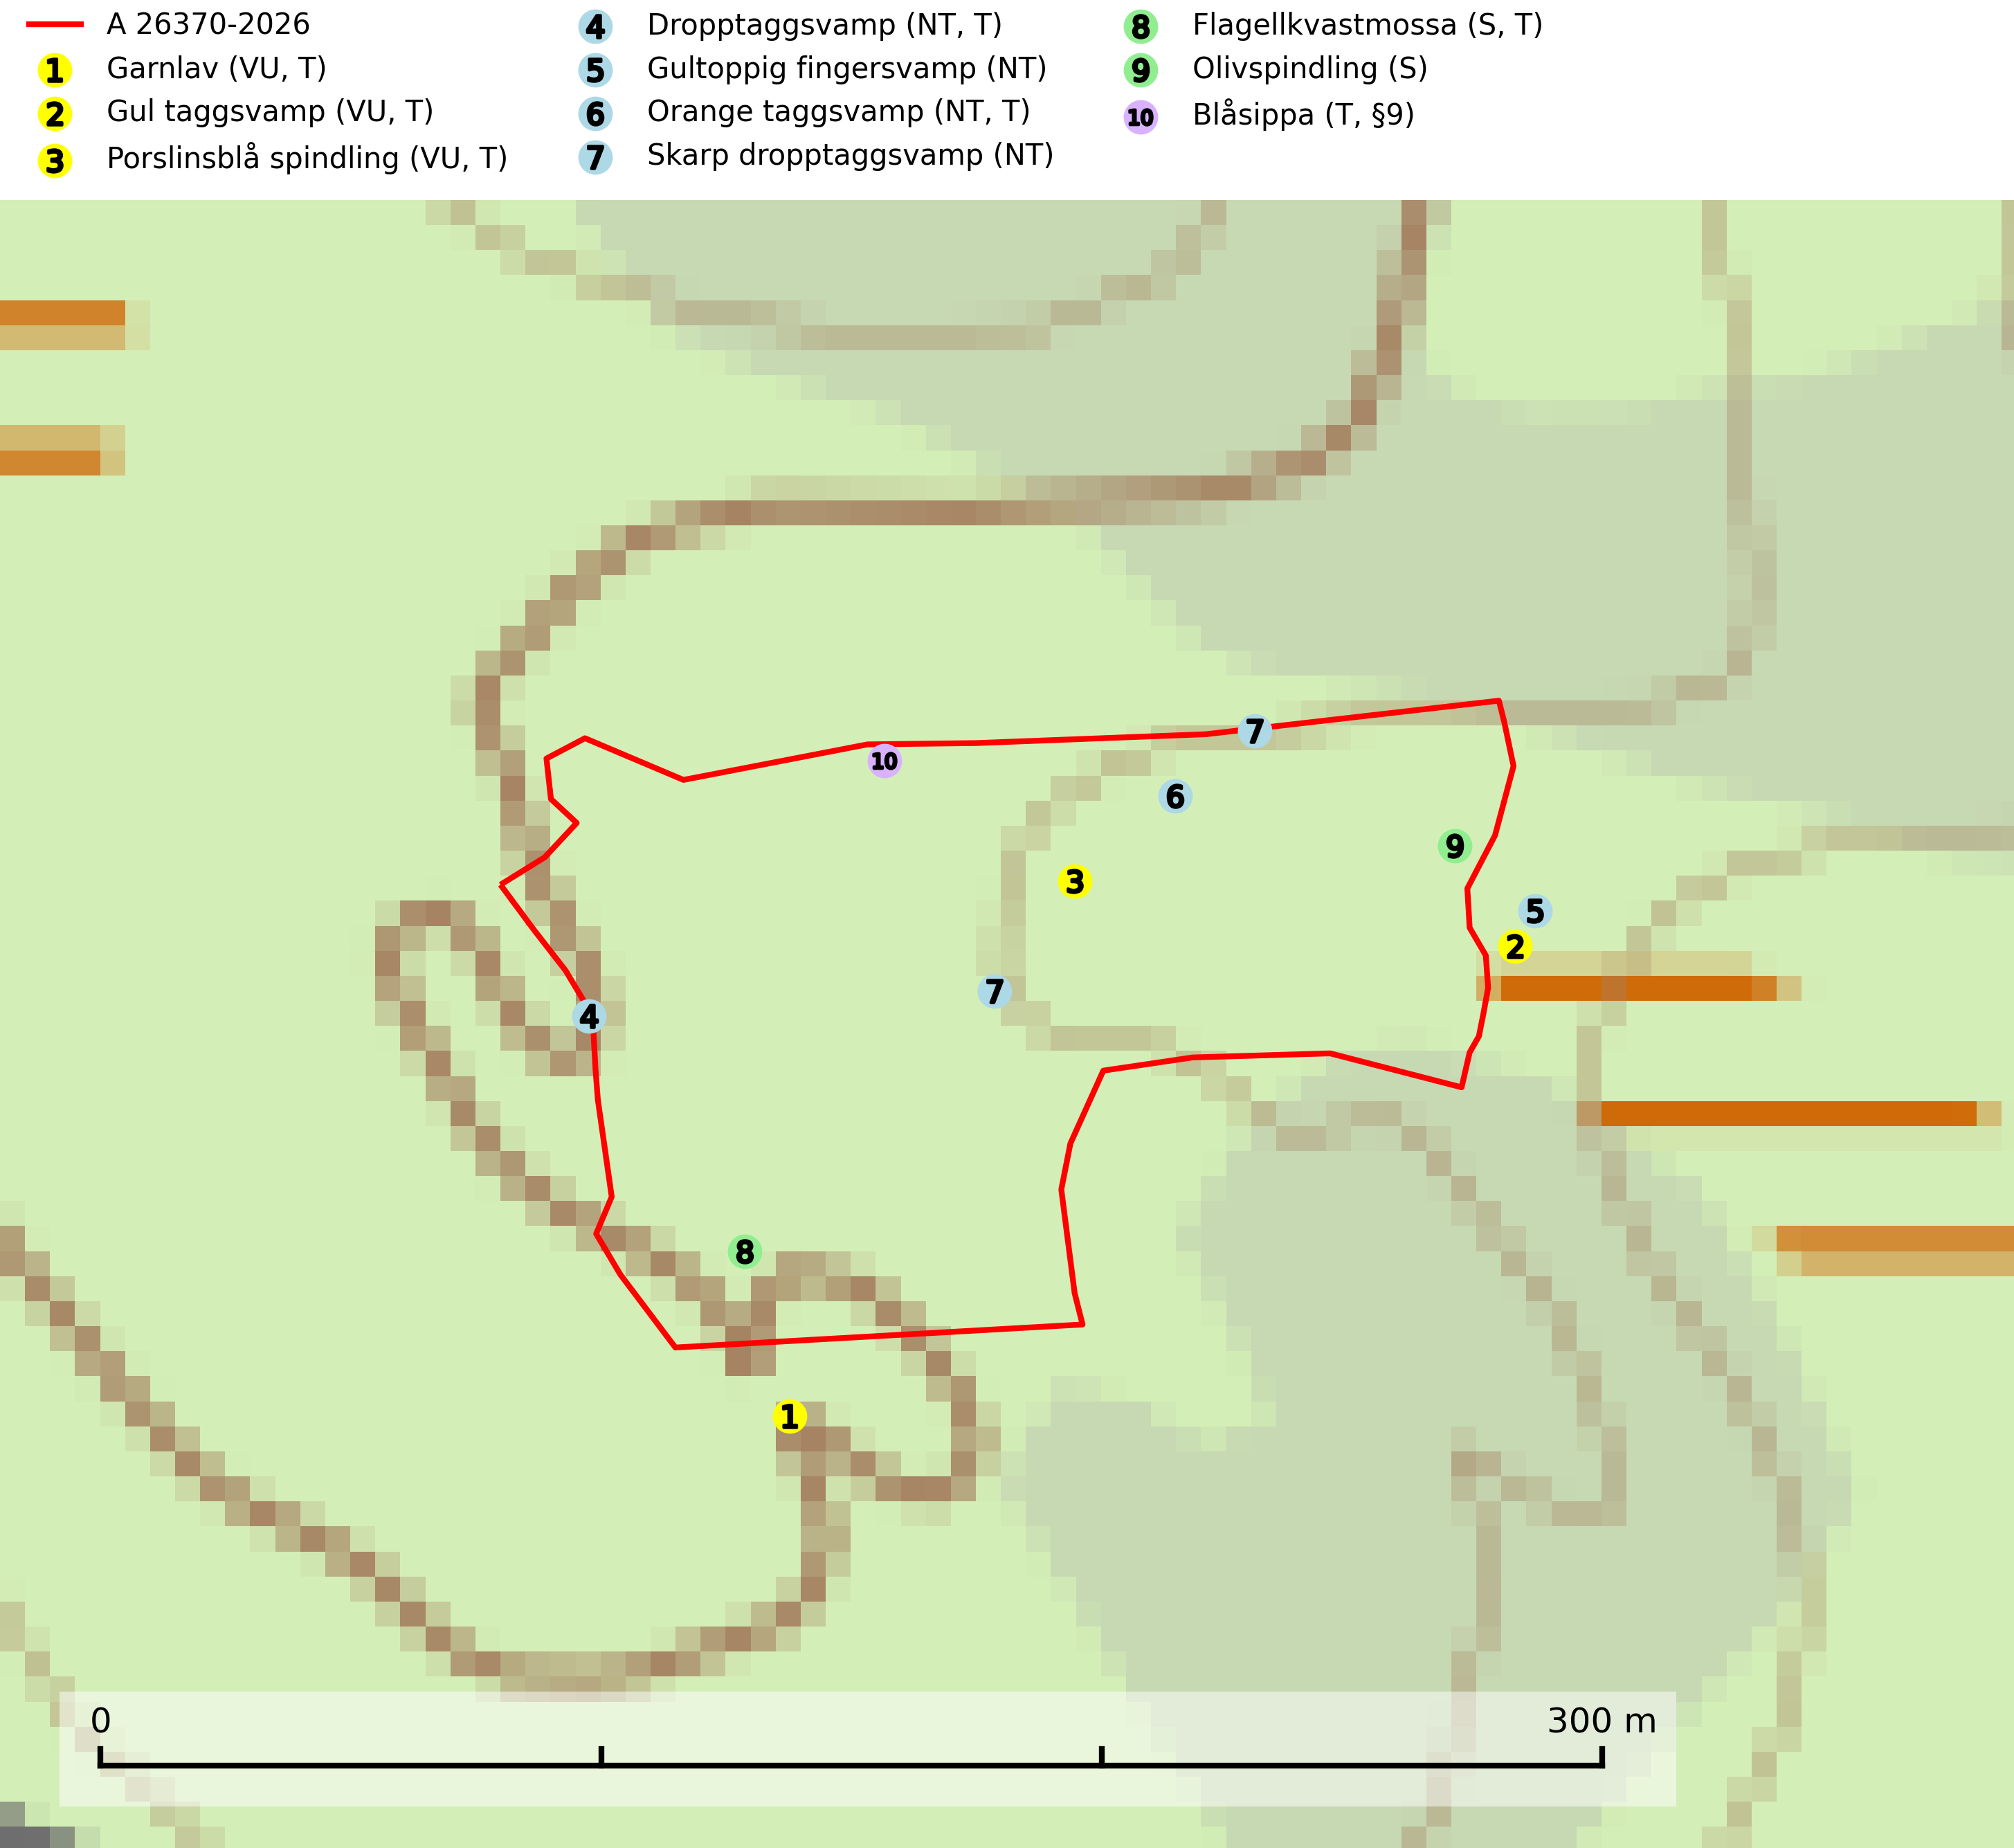 A 26370-2026
1 Garnlav (VU, T)
2 Gul taggsvamp (VU, T)
3 Porslinsblå spindling (VU, T)
4 Dropptaggsvamp (NT, T)
5 Gultoppig fingersvamp (NT)
6 Orange taggsvamp (NT, T)
7 Skarp dropptaggsvamp (NT)
8 Flagellkvastmossa (S, T)
9 Olivspindling (S)
10 Blåsippa (T, §9)
7
10
6
9
3
5
2
7
4
8
1
0 300 m